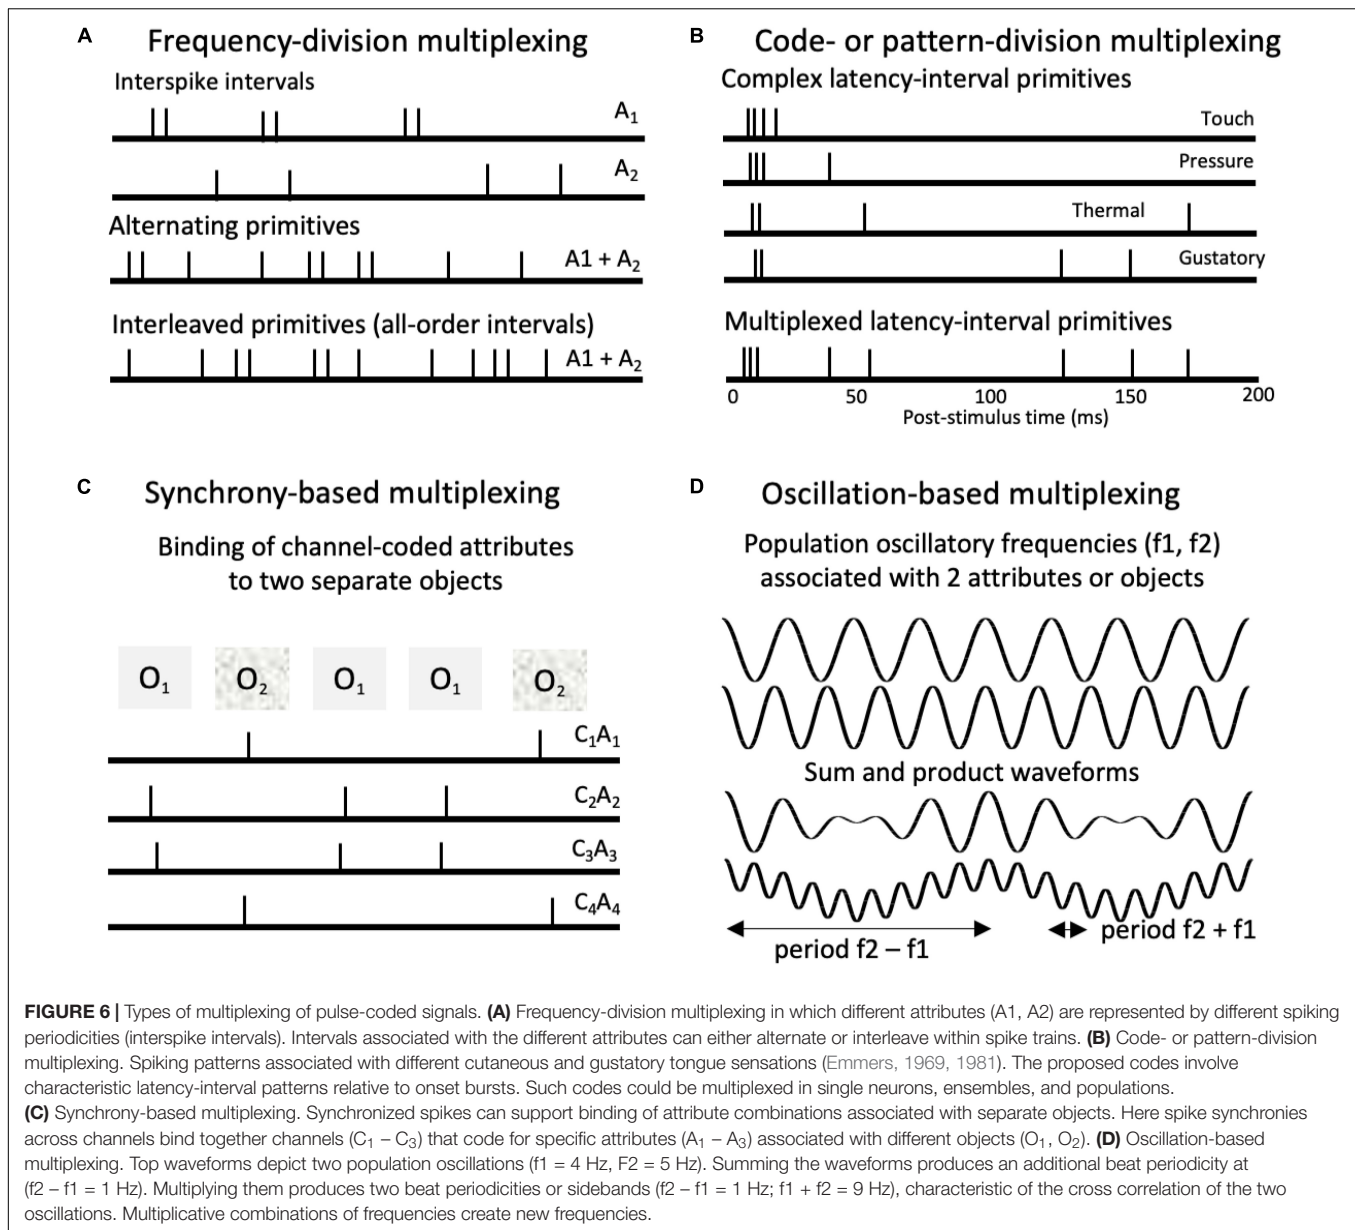 A
Frequency-division multiplexing
Interspike intervals
A₁
A₂
Alternating primitives
A1 + A₂
Interleaved primitives (all-order intervals)
A1 + A₂
B
Code- or pattern-division multiplexing
Complex latency-interval primitives
Touch
Pressure
Thermal
Gustatory
Multiplexed latency-interval primitives
0 50 100 150 200
Post-stimulus time (ms)
C
Synchrony-based multiplexing
Binding of channel-coded attributes
to two separate objects
O₁ O₂ O₁ O₁ O₂
C₁A₁
C₂A₂
C₃A₃
C₄A₄
D
Oscillation-based multiplexing
Population oscillatory frequencies (f1, f2)
associated with 2 attributes or objects
Sum and product waveforms
period f2 – f1
period f2 + f1
FIGURE 6 | Types of multiplexing of pulse-coded signals. (A) Frequency-division multiplexing in which different attributes (A1, A2) are represented by different spiking
periodicities (interspike intervals). Intervals associated with the different attributes can either alternate or interleave within spike trains. (B) Code- or pattern-division
multiplexing. Spiking patterns associated with different cutaneous and gustatory tongue sensations (Emmers, 1969, 1981). The proposed codes involve
characteristic latency-interval patterns relative to onset bursts. Such codes could be multiplexed in single neurons, ensembles, and populations.
(C) Synchrony-based multiplexing. Synchronized spikes can support binding of attribute combinations associated with separate objects. Here spike synchronies
across channels bind together channels (C₁ – C₃) that code for specific attributes (A₁ – A₃) associated with different objects (O₁, O₂). (D) Oscillation-based
multiplexing. Top waveforms depict two population oscillations (f1 = 4 Hz, F2 = 5 Hz). Summing the waveforms produces an additional beat periodicity at
(f2 – f1 = 1 Hz). Multiplying them produces two beat periodicities or sidebands (f2 – f1 = 1 Hz; f1 + f2 = 9 Hz), characteristic of the cross correlation of the two
oscillations. Multiplicative combinations of frequencies create new frequencies.